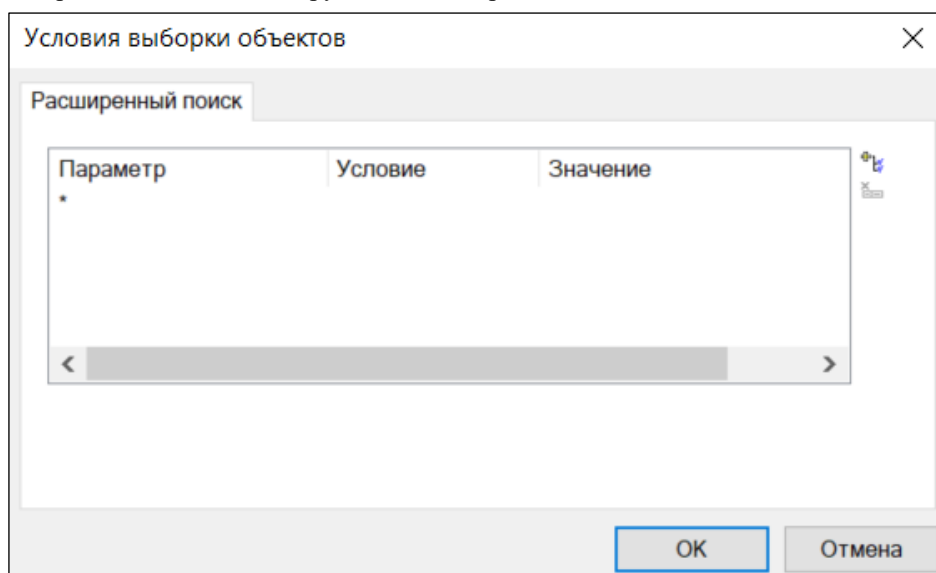 Условия выборки объектов
Расширенный поиск
Параметр Условие Значение
*
OK Отмена